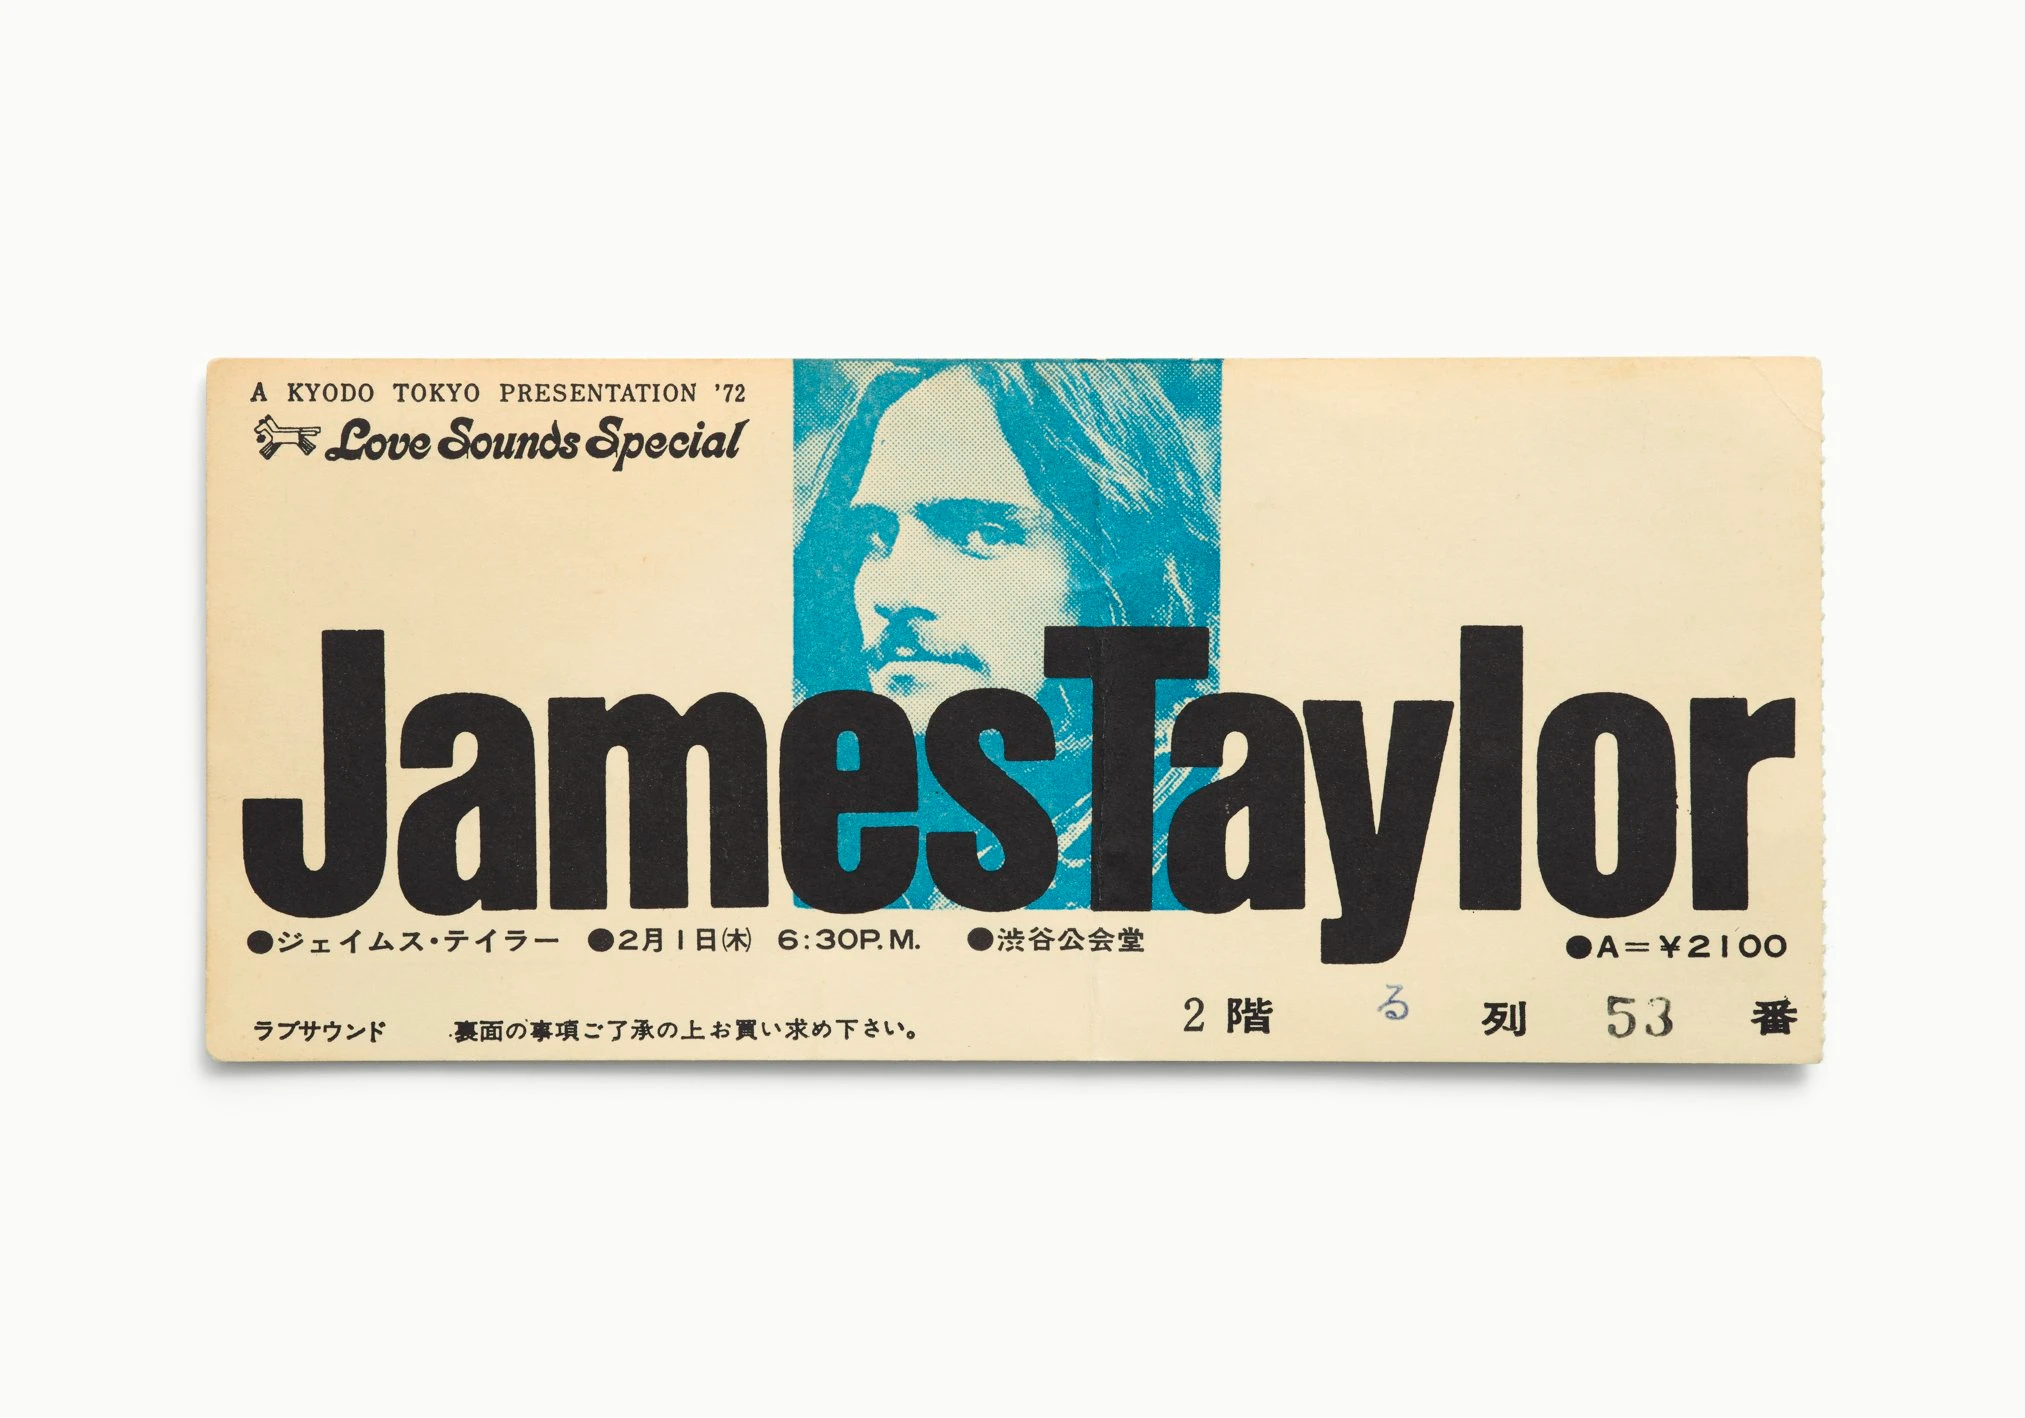 A KYODO TOKYO PRESENTATION '72
Love Sounds Special
James Taylor
●ジェイムス・テイラー ●2月1日㈭ 6:30P.M. ●渋谷公会堂 ●A=¥2100
ラブサウンド 裏面の事項ご了承の上お買い求め下さい。 2階 る 列 53 番